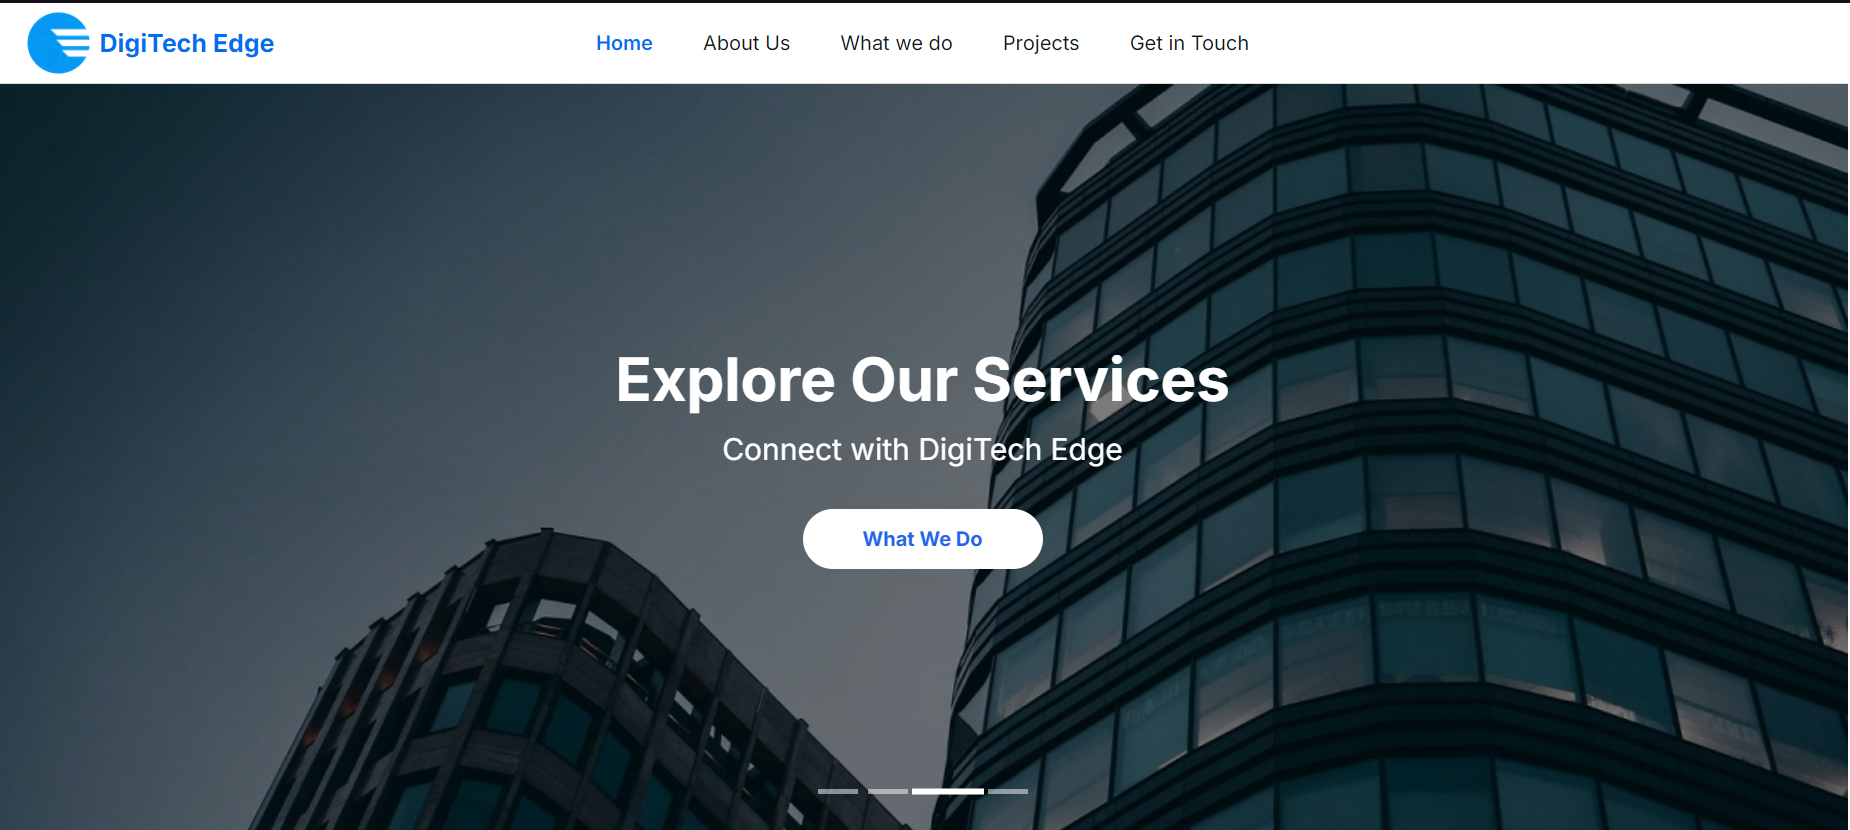 DigiTech Edge
Home About Us What we do Projects Get in Touch
Explore Our Services
Connect with DigiTech Edge
What We Do